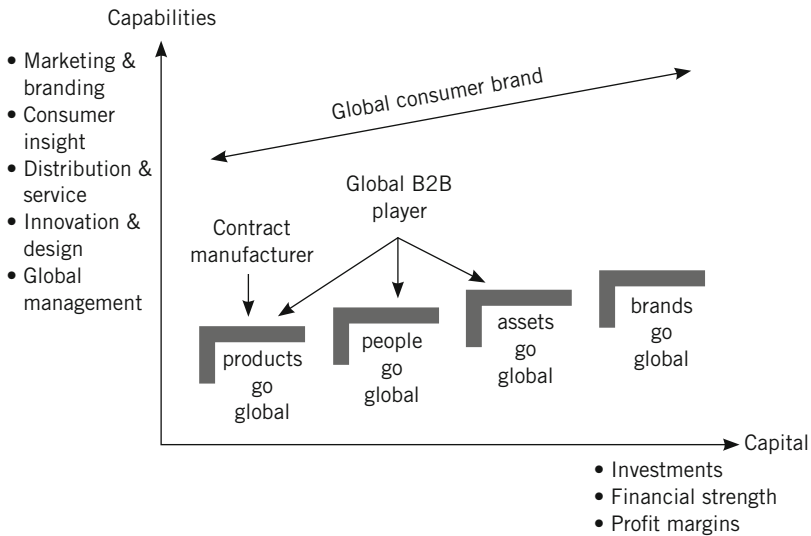 Capabilities
• Marketing &
branding
• Consumer
insight
• Distribution &
service
• Innovation &
design
• Global
management
Global consumer brand
Global B2B
player
Contract
manufacturer
products
go
global
people
go
global
assets
go
global
brands
go
global
Capital
• Investments
• Financial strength
• Profit margins